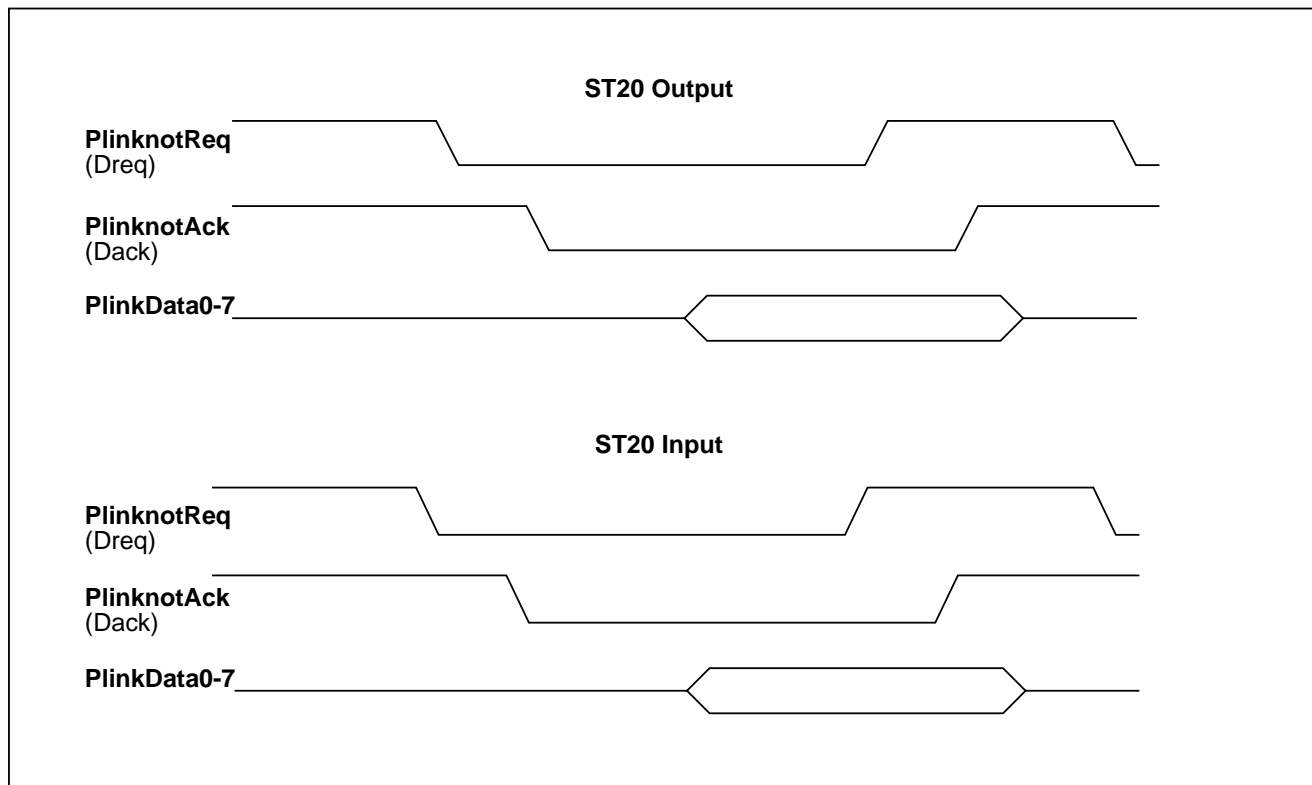 ST20 Output
PlinknotReq
(Dreq)
PlinknotAck
(Dack)
PlinkData0-7
ST20 Input
PlinknotReq
(Dreq)
PlinknotAck
(Dack)
PlinkData0-7